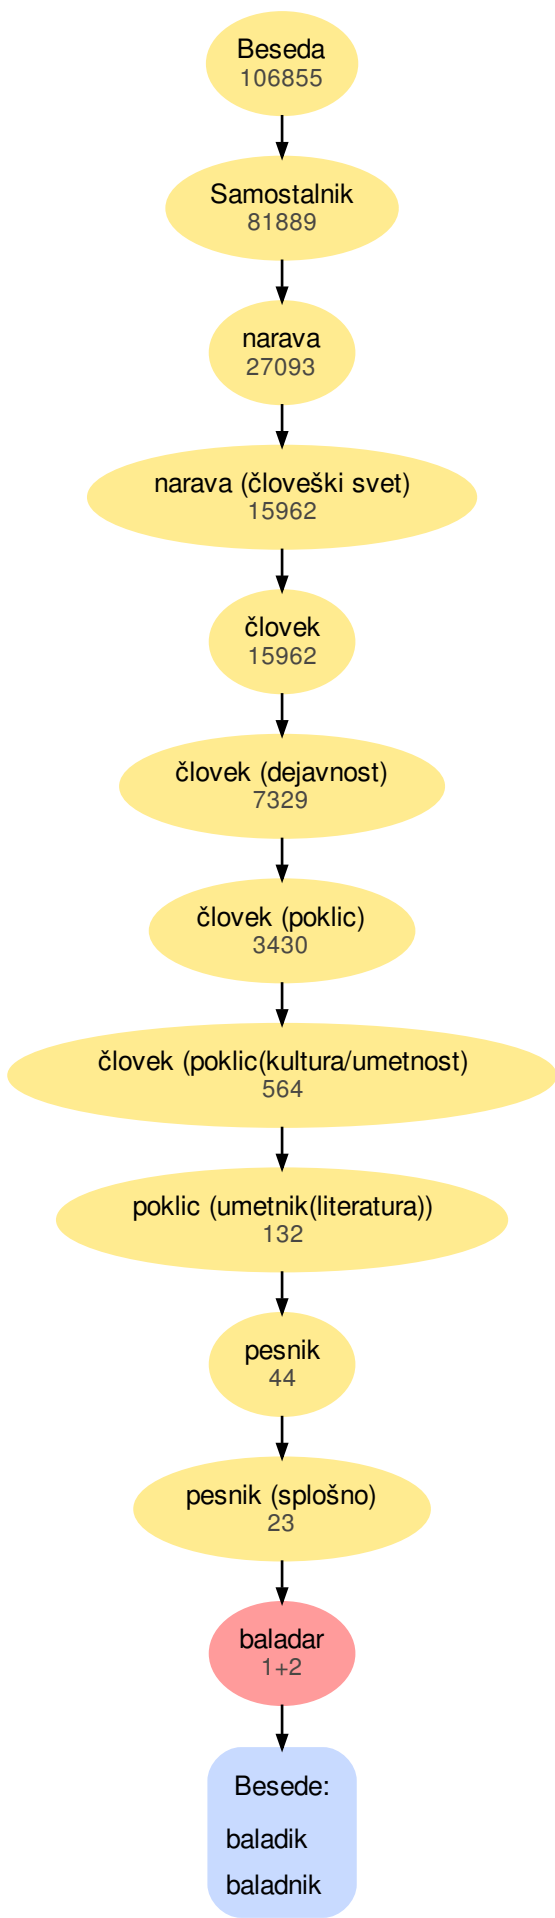 Beseda
106855
Samostalnik
81889
narava
27093
narava (človeški svet)
15962
človek
15962
človek (dejavnost)
7329
človek (poklic)
3430
človek (poklic(kultura/umetnost)
564
poklic (umetnik(literatura))
132
pesnik
44
pesnik (splošno)
23
baladar
1+2
Besede:
baladik
baladnik